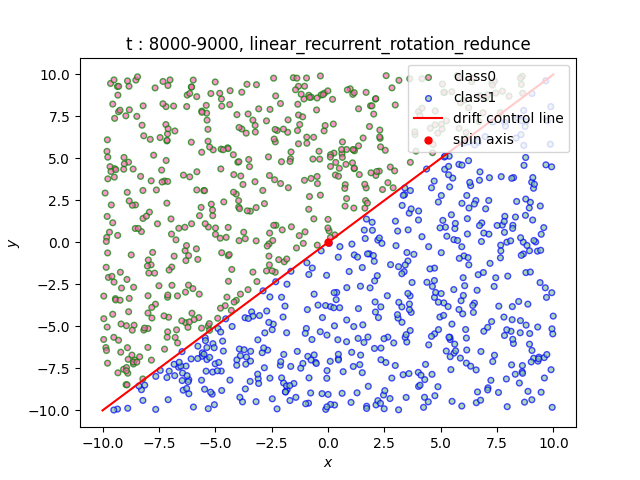 t : 8000-9000, linear_recurrent_rotation_redunce
class0
class1
drift control line
spin axis
10.0
7.5
5.0
2.5
0.0
−2.5
−5.0
−7.5
−10.0
y
−10.0 −7.5 −5.0 −2.5 0.0 2.5 5.0 7.5 10.0
x